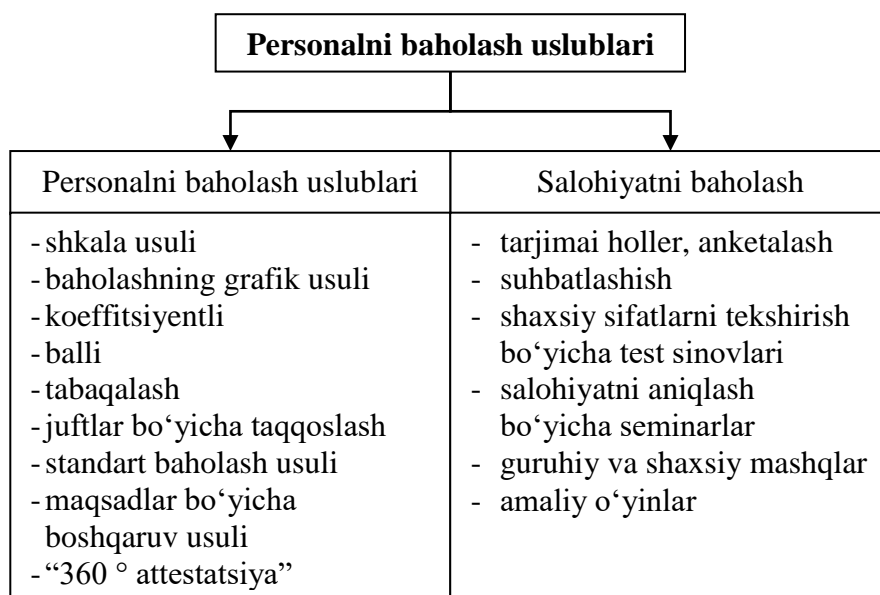 Personalni baholash uslublari
Personalni baholash uslublari
- shkala usuli
- baholashning grafik usuli
- koeffitsiyentli
- balli
- tabaqalash
- juftlar bo‘yicha taqqoslash
- standart baholash usuli
- maqsadlar bo‘yicha
boshqaruv usuli
- “360 ° attestatsiya”
Salohiyatni baholash
- tarjimai holler, anketalash
- suhbatlashish
- shaxsiy sifatlarni tekshirish
bo‘yicha test sinovlari
- salohiyatni aniqlash
bo‘yicha seminarlar
- guruhiy va shaxsiy mashqlar
- amaliy o‘yinlar